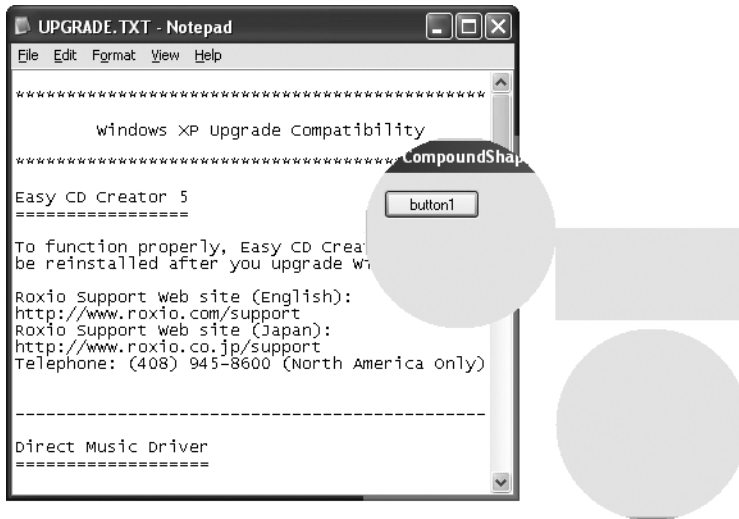 UPGRADE.TXT - Notepad
File Edit Format View Help
************************************************
Windows XP Upgrade Compatibility
*****************************************
CompoundShap
button1
Easy CD Creator 5
=================
To function properly, Easy CD
be reinstalled after you upgrade
Roxio Support Web site (English):
http://www.roxio.com/support
Roxio Support Web site (Japan):
http://www.roxio.co.jp/support
Telephone: (408) 945-8600 (North America Only)
------------------------------------------------
Direct Music Driver
===================